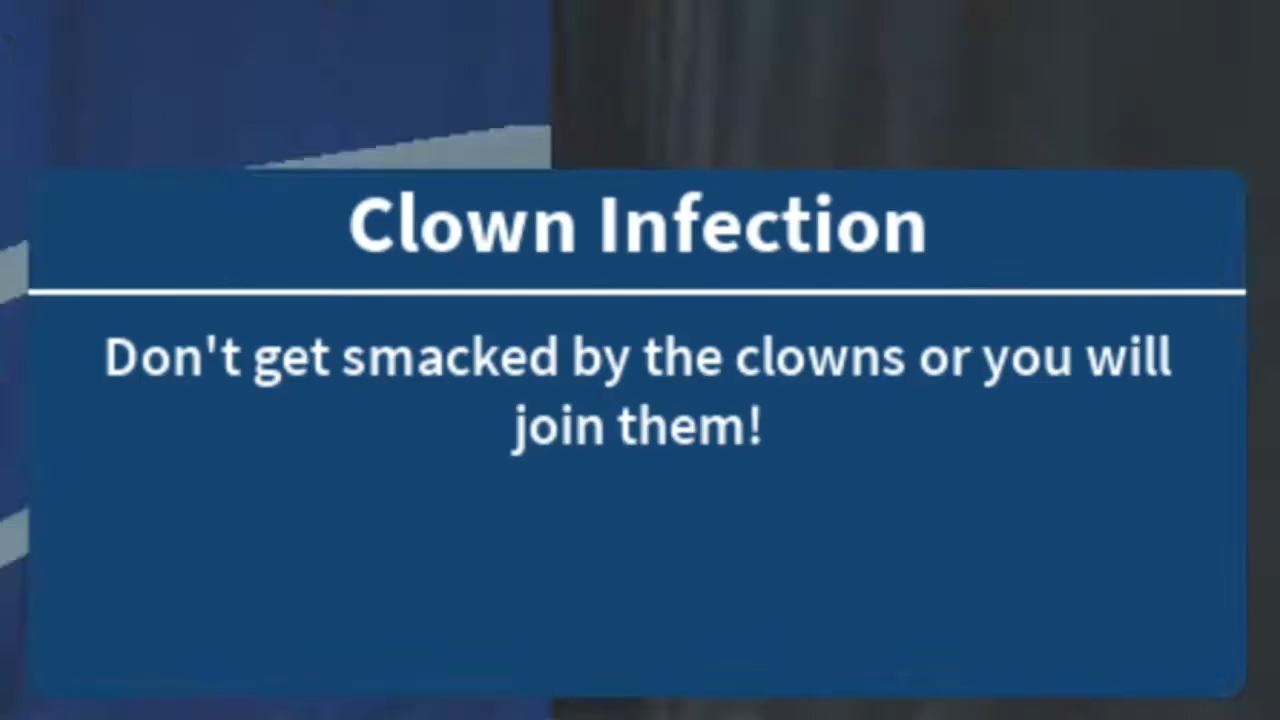 Clown Infection
Don't get smacked by the clowns or you will
join them!